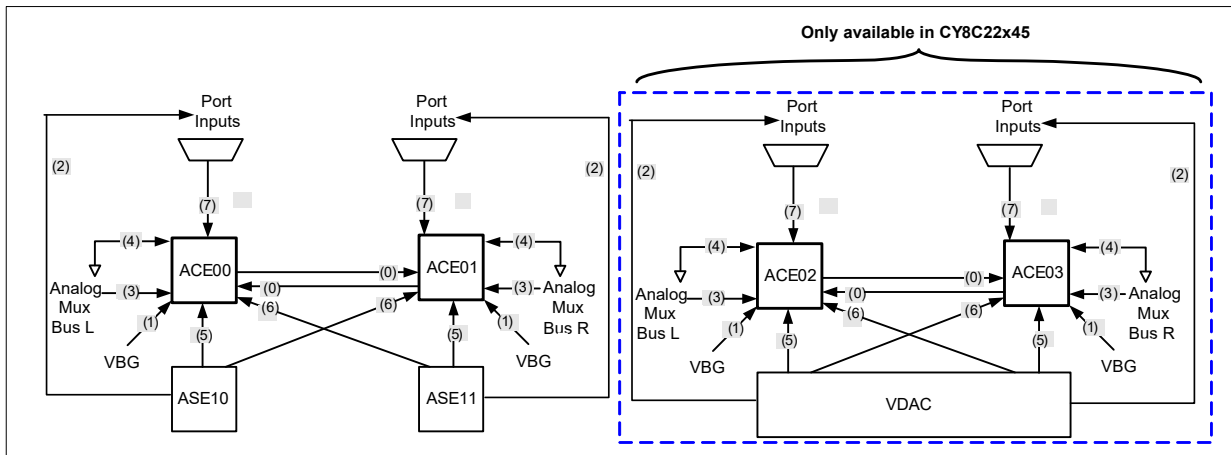 Only available in CY8C22x45
Port
Inputs
Port
Inputs
Port
Inputs
Port
Inputs
(2)
(2)
(2)
(2)
(7)
(7)
(7)
(7)
(4)
ACE00
(0)
(0)
ACE01
(4)
(4)
ACE02
(0)
(0)
ACE03
(4)
Analog
Mux
Bus L
(3)
(1)
VBG
(5)
(6)
(6)
(5)
(3)
(1)
VBG
Analog
Mux
Bus R
Analog
Mux
Bus L
(3)
(1)
VBG
(5)
(6)
(6)
(5)
(3)
(1)
VBG
Analog
Mux
Bus R
ASE10
ASE11
VDAC